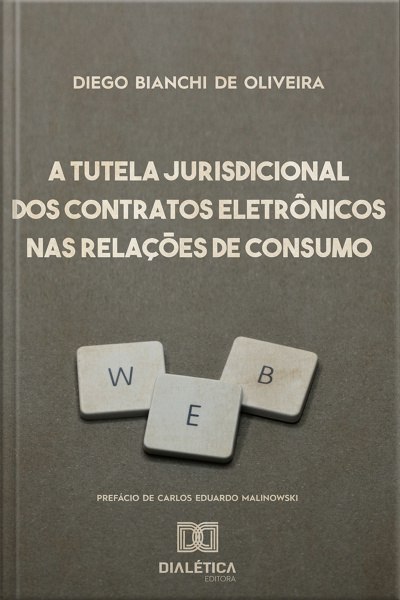 DIEGO BIANCHI DE OLIVEIRA
A TUTELA JURISDICIONAL
DOS CONTRATOS ELETRÔNICOS
NAS RELAÇÕES DE CONSUMO
W
E
B
PREFÁCIO DE CARLOS EDUARDO MALINOWSKI
DIALÉTICA
EDITORA